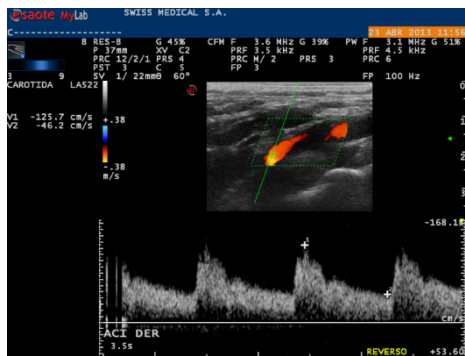 esaote MyLab SWISS MEDICAL S.A.
C-------------------- 23 ABR 2013 11:56
8 RES-B G 45% CFM F 3.6 MHz G 39% PW F 3.1 MHz G 51%
P 37mm XV C2 PRF 3.5 kHz PRF 4.5 kHz
PRC 12/2/1 PRS 4 PRC M/ 2 PRS 3 PRC 6
PST 3 C 5 FP 3
3 9 SV 1/ 22mmθ 60° FP 100 Hz
CAROTIDA LA522
V1 -125.7 cm/s
V2 -46.2 cm/s
+.38
-.38
m/s
-168.1
1
cm/s
ACI DER
3.5s
REVERSO +53.60